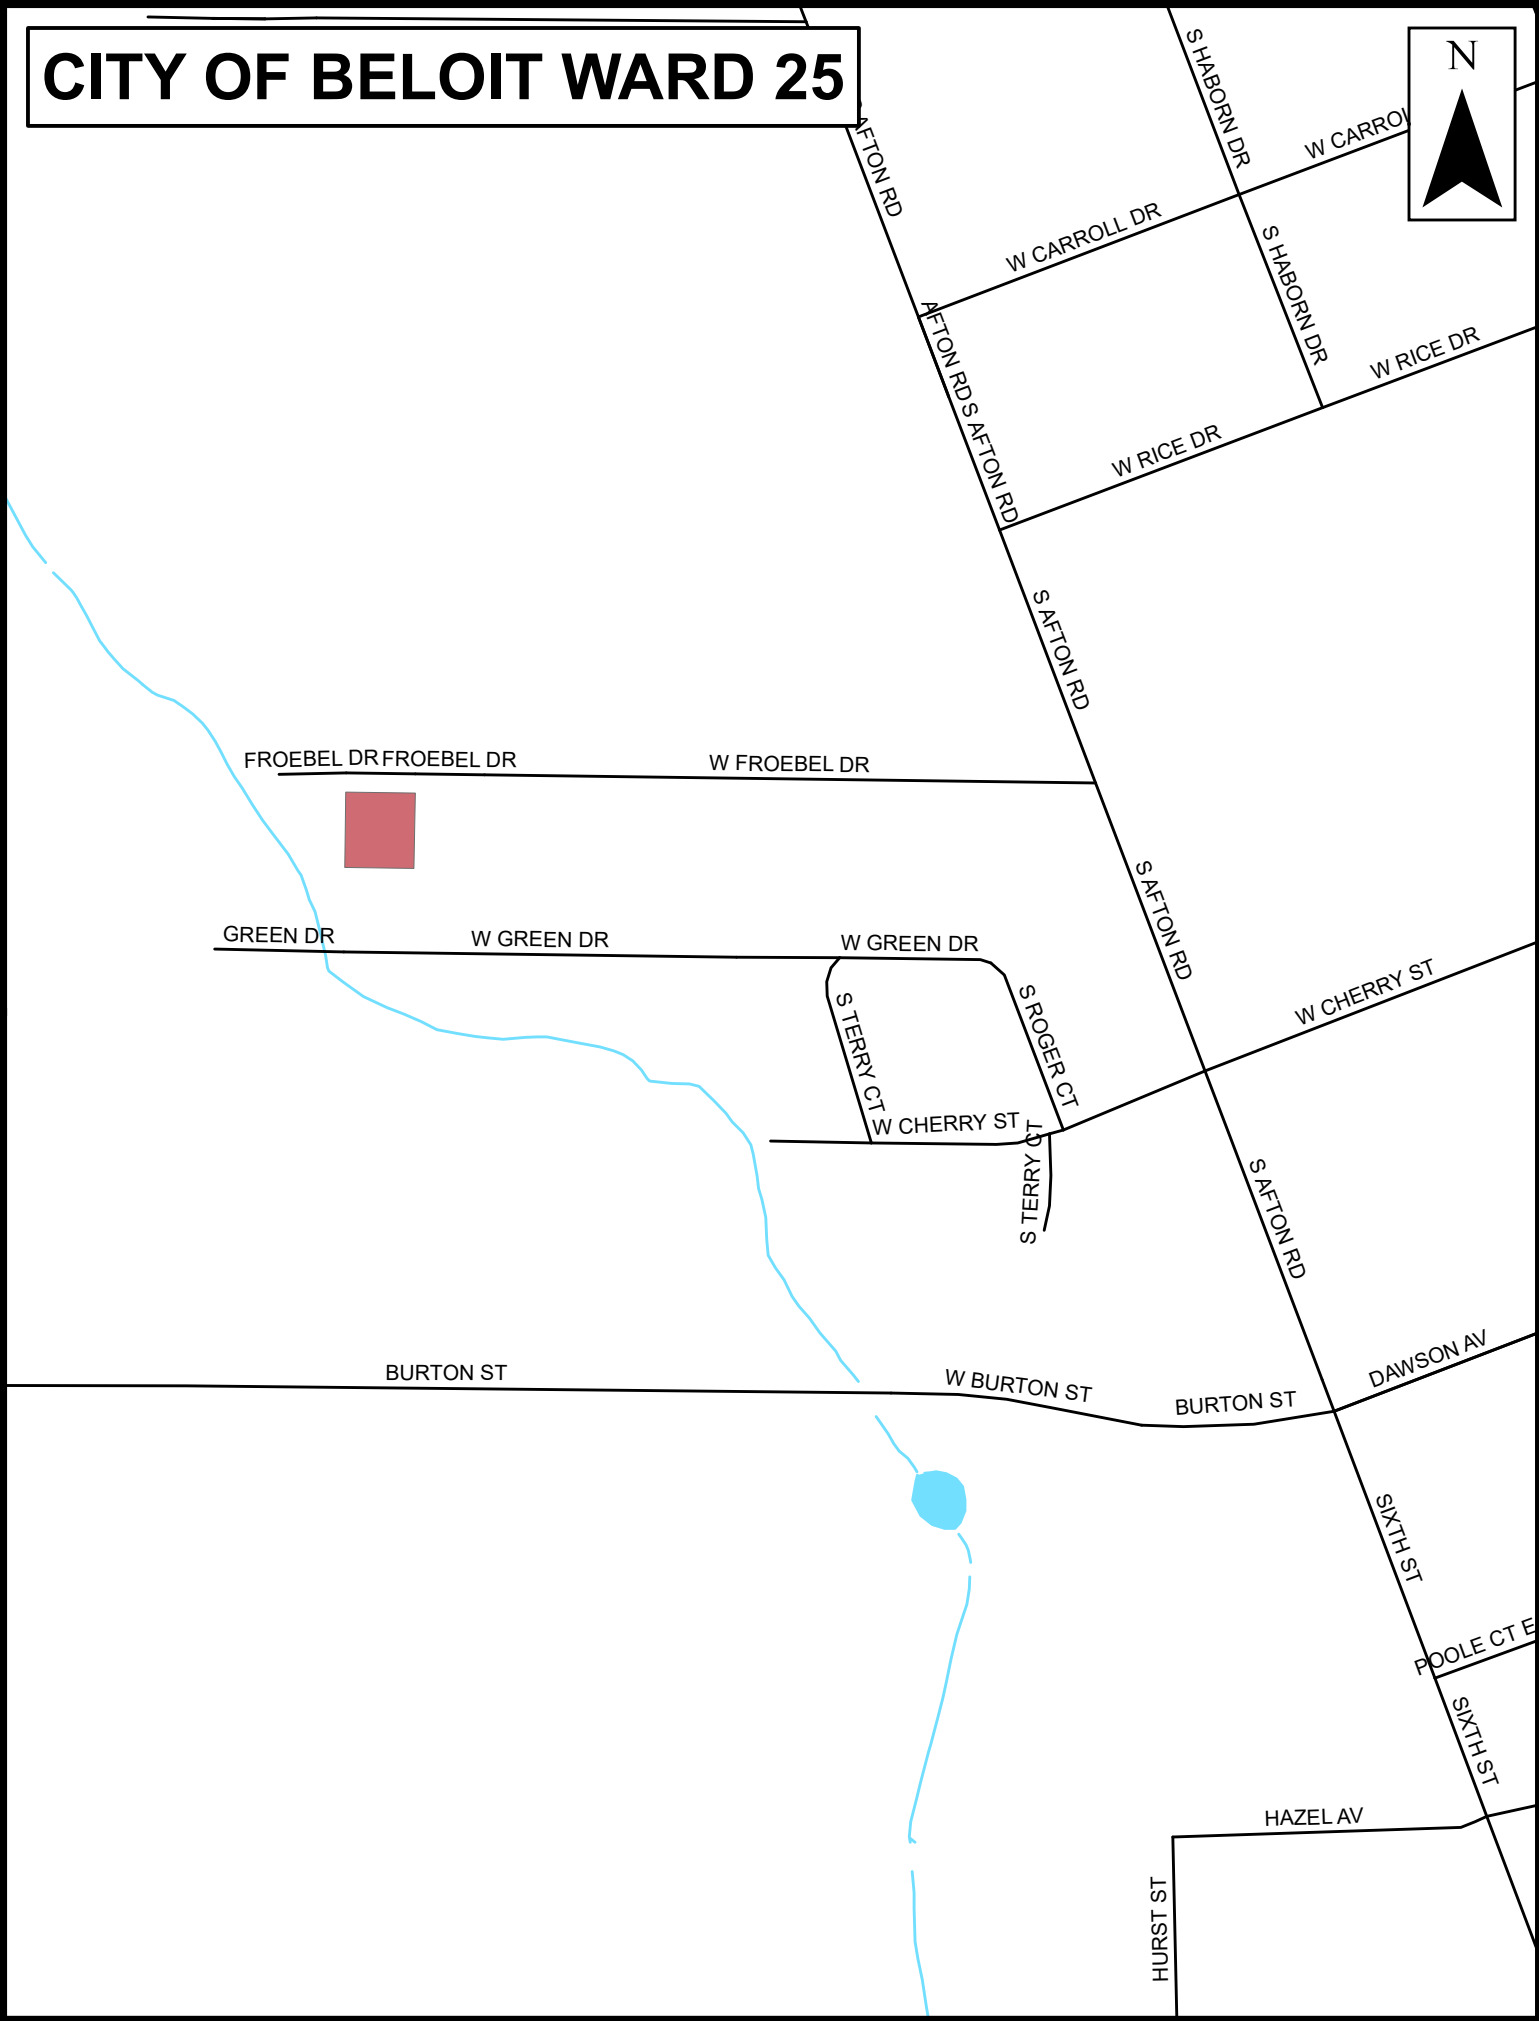 CITY OF BELOIT WARD 25
N
S HABORN DR
W CARROL
AFTON RD
W CARROLL DR
S HABORN DR
AFTON RD
W RICE DR
S AFTON RD
W RICE DR
S AFTON RD
FROEBEL DR
FROEBEL DR
W FROEBEL DR
S AFTON RD
GREEN DR
W GREEN DR
W GREEN DR
W CHERRY ST
S TERRY CT
S ROGER CT
W CHERRY ST
S TERRY CT
S AFTON RD
BURTON ST
W BURTON ST
BURTON ST
DAWSON AV
SIXTH ST
POOLE CT E
SIXTH ST
HAZEL AV
HURST ST